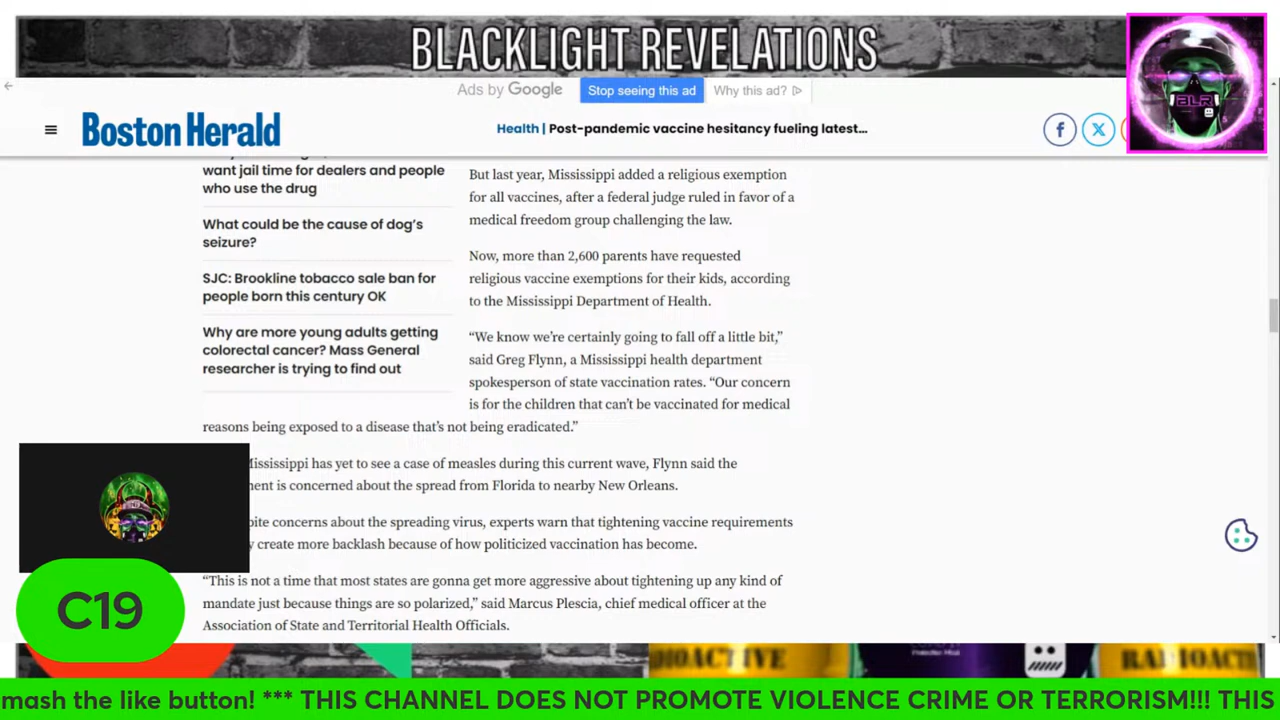 BLACKLIGHT REVELATIONS
Ads by Google
Stop seeing this ad
Why this ad?
Boston Herald
Health | Post-pandemic vaccine hesitancy fueling latest...
f
X
BLR
want jail time for dealers and people
who use the drug
What could be the cause of dog's
seizure?
SJC: Brookline tobacco sale ban for
people born this century OK
Why are more young adults getting
colorectal cancer? Mass General
researcher is trying to find out
But last year, Mississippi added a religious exemption
for all vaccines, after a federal judge ruled in favor of a
medical freedom group challenging the law.
Now, more than 2,600 parents have requested
religious vaccine exemptions for their kids, according
to the Mississippi Department of Health.
“We know we’re certainly going to fall off a little bit,”
said Greg Flynn, a Mississippi health department
spokesperson of state vaccination rates. “Our concern
is for the children that can’t be vaccinated for medical
reasons being exposed to a disease that’s not being eradicated.”
Mississippi has yet to see a case of measles during this current wave, Flynn said the
is concerned about the spread from Florida to nearby New Orleans.
concerns about the spreading virus, experts warn that tightening vaccine requirements
create more backlash because of how politicized vaccination has become.
“This is not a time that most states are gonna get more aggressive about tightening up any kind of
mandate just because things are so polarized,” said Marcus Plescia, chief medical officer at the
Association of State and Territorial Health Officials.
C19
mash the like button! *** THIS CHANNEL DOES NOT PROMOTE VIOLENCE CRIME OR TERRORISM!!! THIS